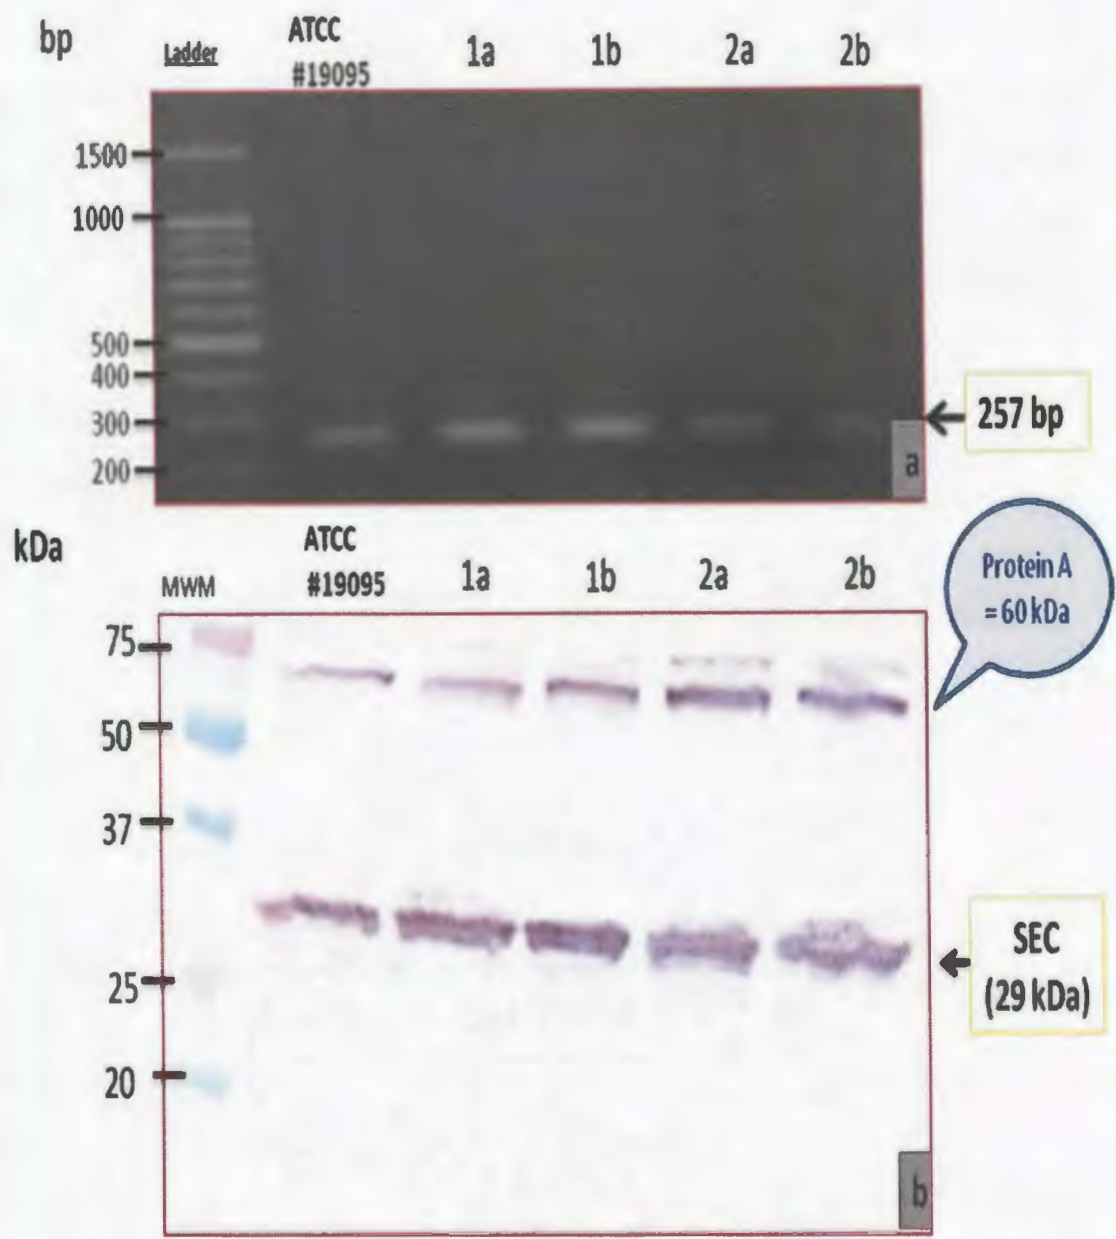 bp
Ladder
ATCC
#19095
1a
1b
2a
2b
1500
1000
500
400
300
200
257 bp
a
kDa
MWM
ATCC
#19095
1a
1b
2a
2b
Protein A
= 60 kDa
75
50
37
25
20
SEC
(29 kDa)
b